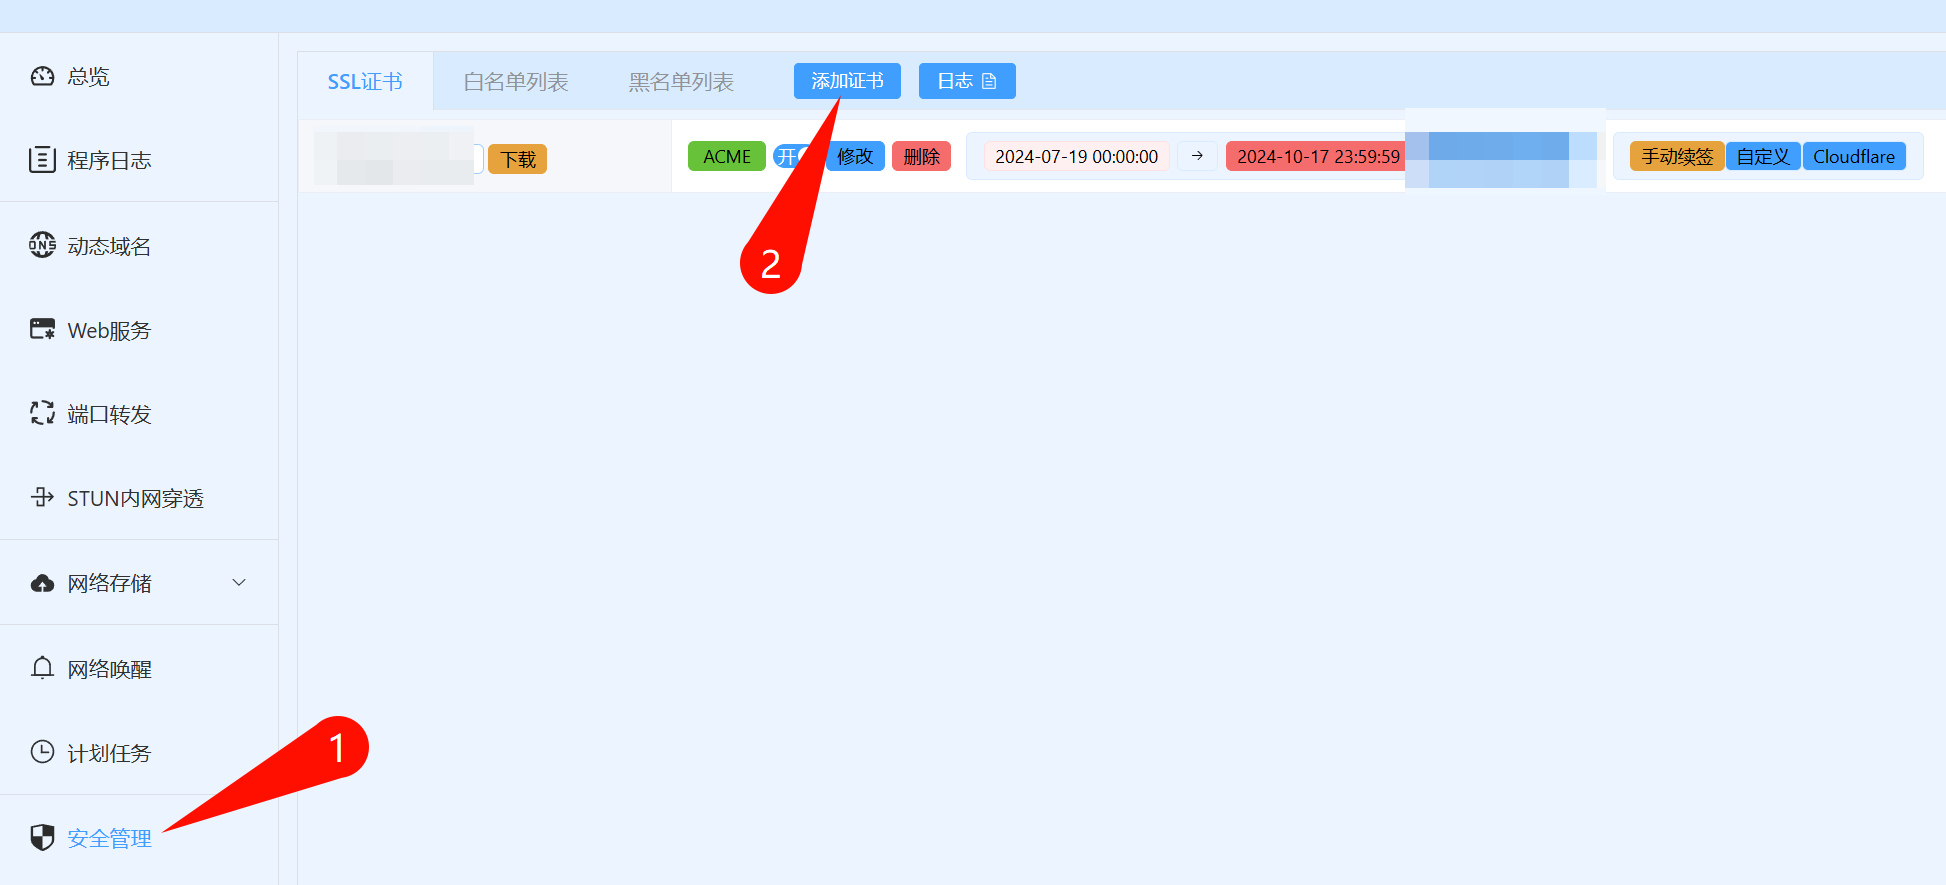 总览
程序日志
动态域名
Web服务
端口转发
STUN内网穿透
网络存储
网络唤醒
计划任务
安全管理
SSL证书 白名单列表 黑名单列表 添加证书 日志
下载 ACME 开 修改 删除 2024-07-19 00:00:00 → 2024-10-17 23:59:59 手动续签 自定义 Cloudflare
2
1